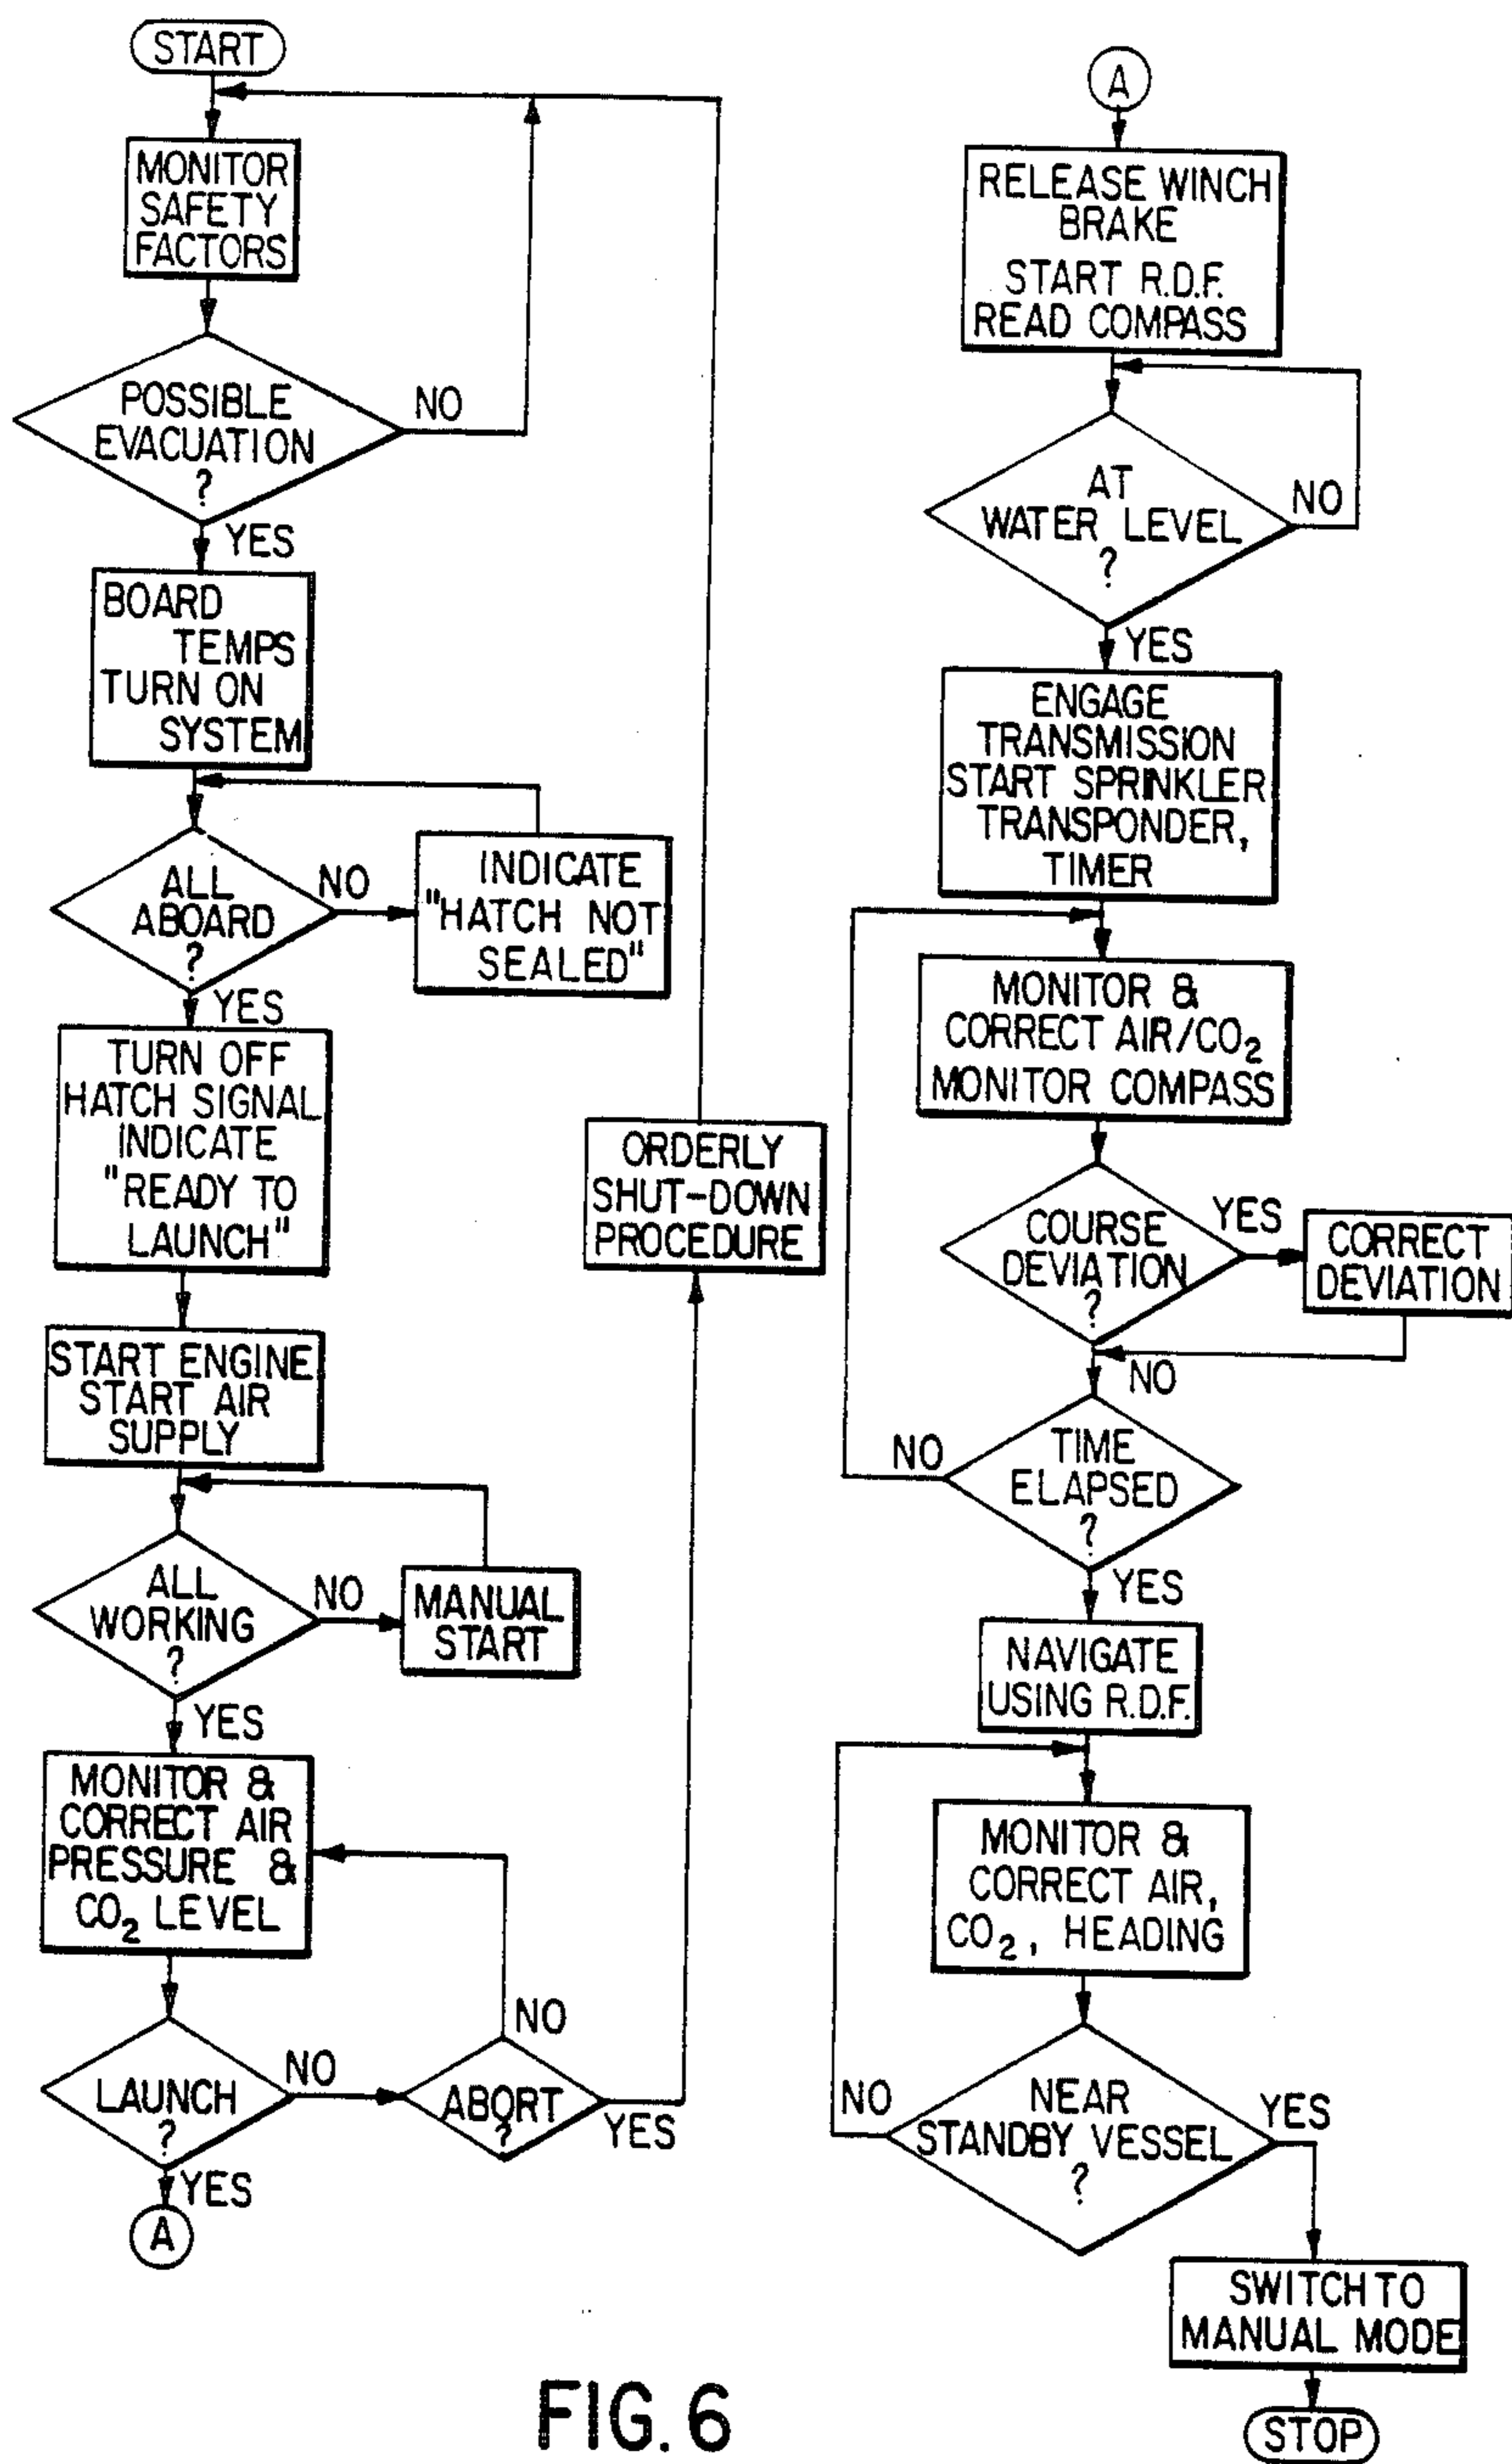 START
MONITOR
SAFETY
FACTORS
POSSIBLE
EVACUATION
?
NO
YES
BOARD
TEMPS
TURN ON
SYSTEM
ALL
ABOARD
?
NO
INDICATE
"HATCH NOT
SEALED"
YES
TURN OFF
HATCH SIGNAL
INDICATE
"READY TO
LAUNCH"
START ENGINE
START AIR
SUPPLY
ALL
WORKING
?
NO
MANUAL
START
YES
MONITOR &
CORRECT AIR
PRESSURE &
CO₂ LEVEL
LAUNCH
?
NO
ABORT
?
NO
YES
ORDERLY
SHUT-DOWN
PROCEDURE
YES
A
A
RELEASE WINCH
BRAKE
START R.D.F.
READ COMPASS
AT
WATER LEVEL
?
NO
YES
ENGAGE
TRANSMISSION
START SPRINKLER
TRANSPONDER,
TIMER
MONITOR &
CORRECT AIR/CO₂
MONITOR COMPASS
COURSE
DEVIATION
?
YES
CORRECT
DEVIATION
NO
TIME
ELAPSED
?
NO
YES
NAVIGATE
USING R.D.F.
MONITOR &
CORRECT AIR,
CO₂, HEADING
NEAR
STANDBY VESSEL
?
NO
YES
SWITCH TO
MANUAL MODE
STOP
FIG. 6